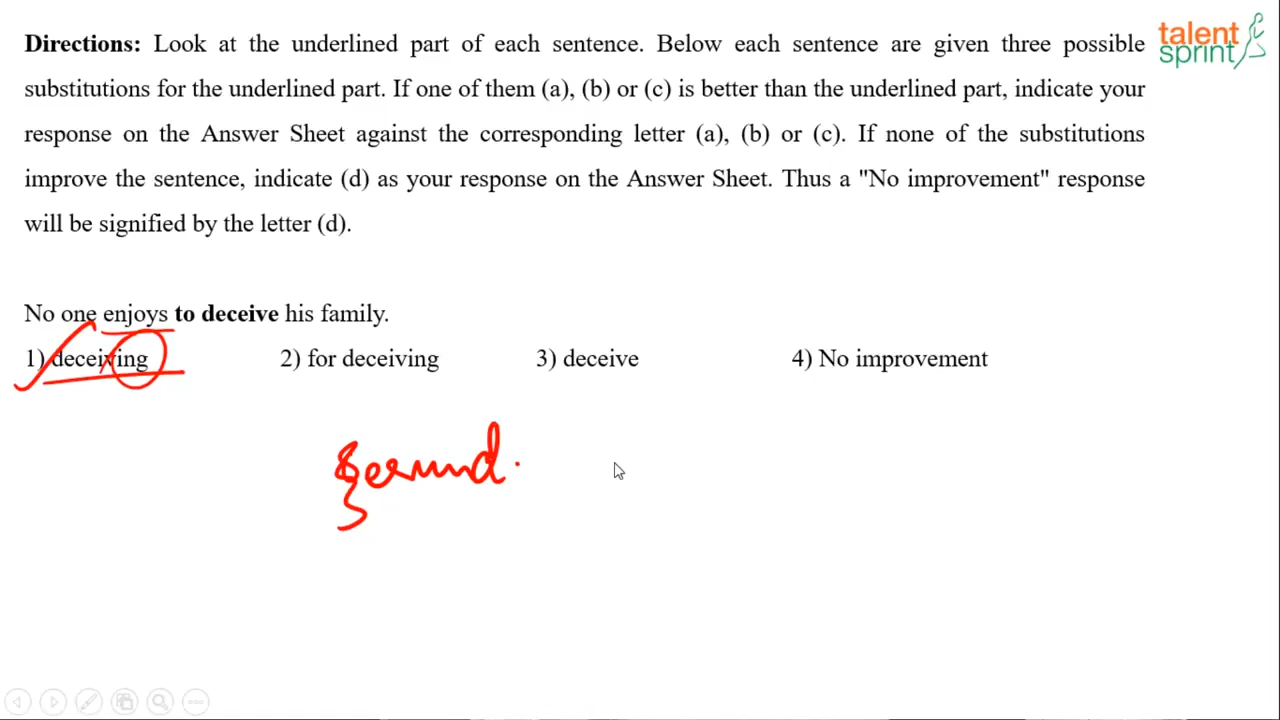 talent
sprint
Directions: Look at the underlined part of each sentence. Below each sentence are given three possible
substitutions for the underlined part. If one of them (a), (b) or (c) is better than the underlined part, indicate your
response on the Answer Sheet against the corresponding letter (a), (b) or (c). If none of the substitutions
improve the sentence, indicate (d) as your response on the Answer Sheet. Thus a "No improvement" response
will be signified by the letter (d).
No one enjoys to deceive his family.
1) deceiving 2) for deceiving 3) deceive 4) No improvement
gerund.